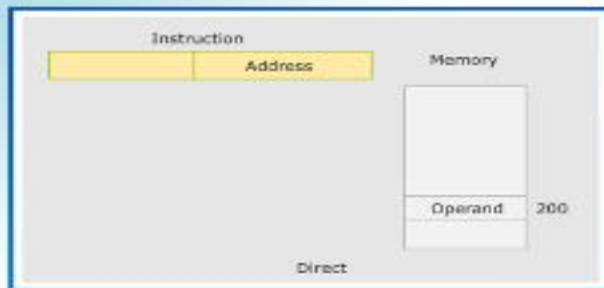 Instruction
Address
Memory
Operand 200
Direct